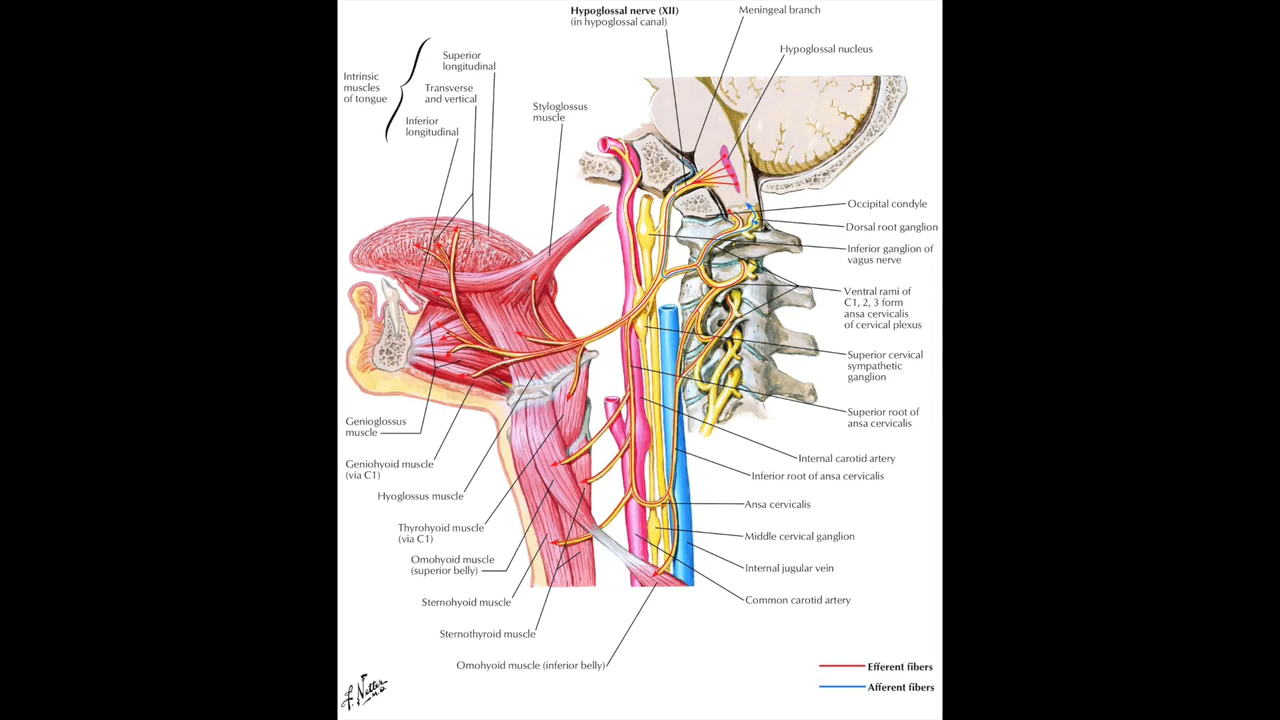 Hypoglossal nerve (XII)
(in hypoglossal canal)
Meningeal branch
Hypoglossal nucleus
Superior
longitudinal
Intrinsic
muscles
of tongue
Transverse
and vertical
Inferior
longitudinal
Styloglossus
muscle
Occipital condyle
Dorsal root ganglion
Inferior ganglion of
vagus nerve
Ventral rami of
C1, 2, 3 form
ansa cervicalis
of cervical plexus
Superior cervical
sympathetic
ganglion
Superior root of
ansa cervicalis
Internal carotid artery
Inferior root of ansa cervicalis
Ansa cervicalis
Middle cervical ganglion
Internal jugular vein
Common carotid artery
Genioglossus
muscle
Geniohyoid muscle
(via C1)
Hyoglossus muscle
Thyrohyoid muscle
(via C1)
Omohyoid muscle
(superior belly)
Sternohyoid muscle
Sternothyroid muscle
Omohyoid muscle (inferior belly)
Efferent fibers
Afferent fibers
F. Netter
M.D.